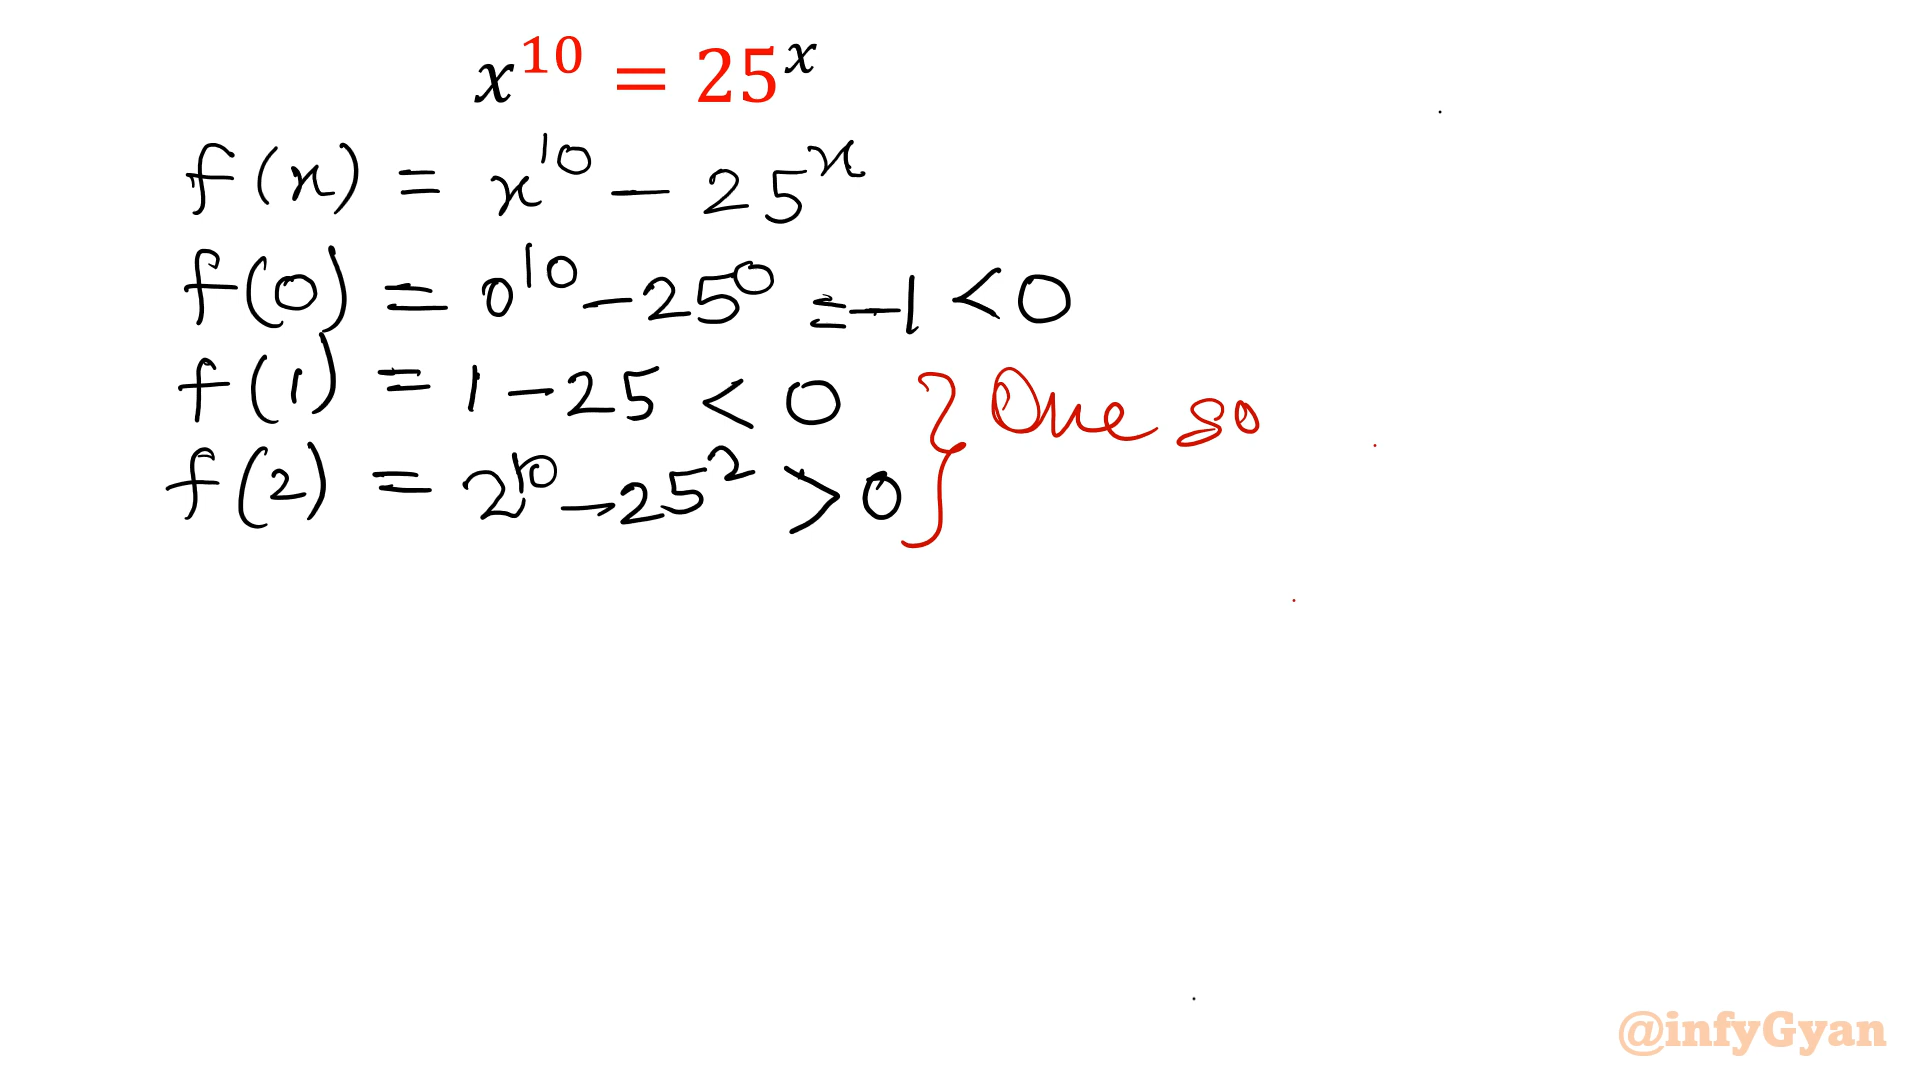 x^10 = 25^x
f(x) = x^10 - 25^x
f(0) = 0^10 - 25^0 = -1 < 0
f(1) = 1 - 25 < 0
f(2) = 2^10 - 25^2 > 0
} One so
@infyGyan